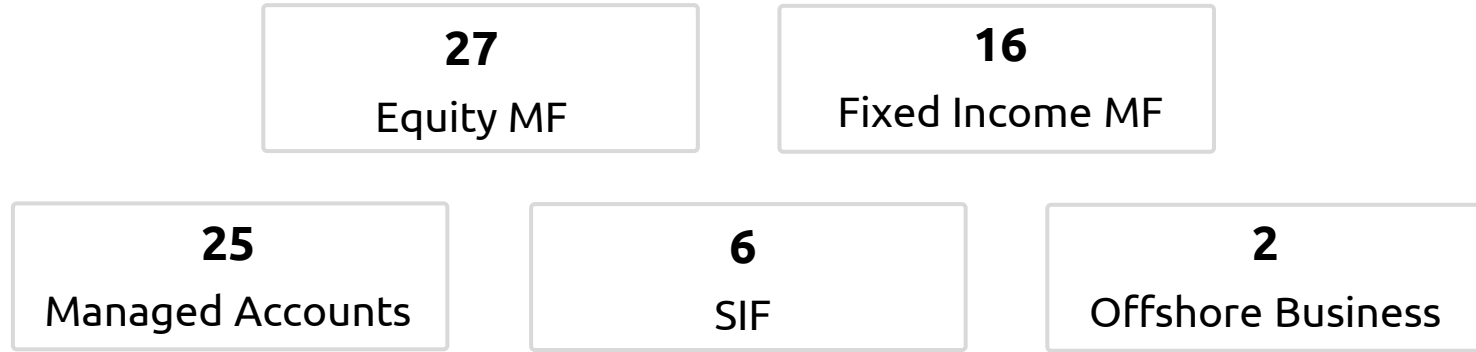 27
Equity MF
16
Fixed Income MF
25
Managed Accounts
6
SIF
2
Offshore Business